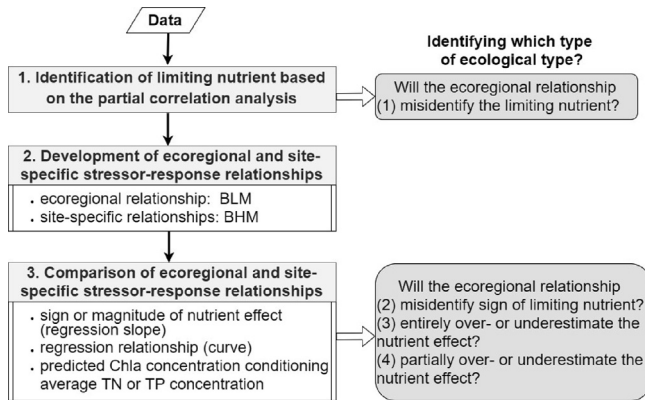 Data
Identifying which type
of ecological type?
1. Identification of limiting nutrient based
on the partial correlation analysis
Will the ecoregional relationship
(1) misidentify the limiting nutrient?
2. Development of ecoregional and site-
specific stressor-response relationships
• ecoregional relationship: BLM
• site-specific relationships: BHM
3. Comparison of ecoregional and site-
specific stressor-response relationships
• sign or magnitude of nutrient effect
(regression slope)
• regression relationship (curve)
• predicted Chla concentration conditioning
average TN or TP concentration
Will the ecoregional relationship
(2) misidentify sign of limiting nutrient?
(3) entirely over- or underestimate the
nutrient effect?
(4) partially over- or underestimate the
nutrient effect?